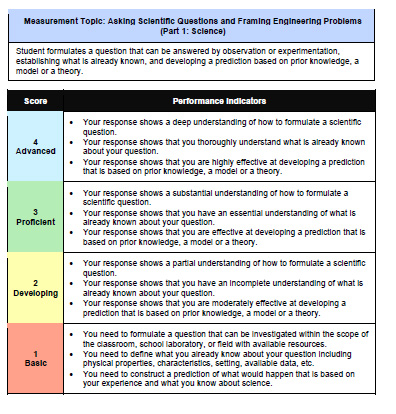 Measurement Topic: Asking Scientific Questions and Framing Engineering Problems
(Part 1: Science)
Student formulates a question that can be answered by observation or experimentation,
establishing what is already known, and developing a prediction based on prior knowledge, a
model or a theory.
Score
Performance Indicators
4
Advanced
• Your response shows a deep understanding of how to formulate a scientific
question.
• Your response shows that you thoroughly understand what is already known
about your question.
• Your response shows that you are highly effective at developing a prediction
that is based on prior knowledge, a model or a theory.
3
Proficient
• Your response shows a substantial understanding of how to formulate a
scientific question.
• Your response shows that you have an essential understanding of what is
already known about your question.
• Your response shows that you are effective at developing a prediction that is
based on prior knowledge, a model or a theory.
2
Developing
• Your response shows a partial understanding of how to formulate a scientific
question.
• Your response shows that you have an incomplete understanding of what is
already known about your question.
• Your response shows that you are moderately effective at developing a
prediction that is based on prior knowledge, a model or a theory.
1
Basic
• You need to formulate a question that can be investigated within the scope of
the classroom, school laboratory, or field with available resources.
• You need to define what you already know about your question including
physical properties, characteristics, setting, available data, etc.
• You need to construct a prediction of what would happen that is based on
your experience and what you know about science.